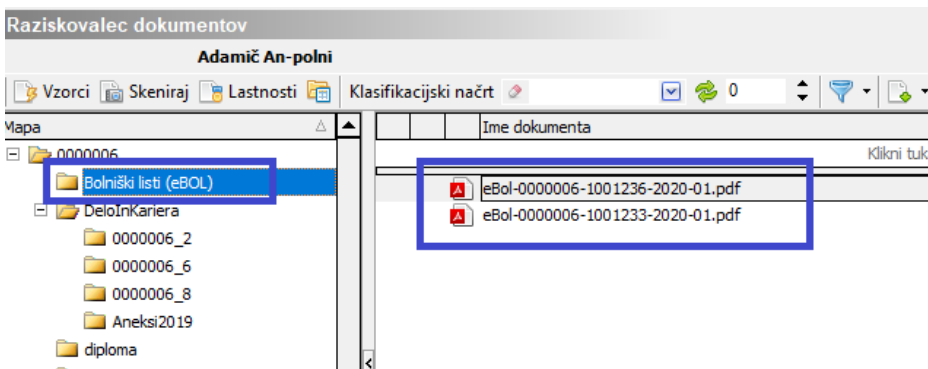 Raziskovalec dokumentov
Adamič An-polni
Vzorci Skeniraj Lastnosti Klasifikacijski načrt 0
Mapa Ime dokumenta
0000006 Klikni tuk
Bolniški listi (eBOL) eBol-0000006-1001236-2020-01.pdf
DeloInKariera eBol-0000006-1001233-2020-01.pdf
0000006_2
0000006_6
0000006_8
Aneksi2019
diploma